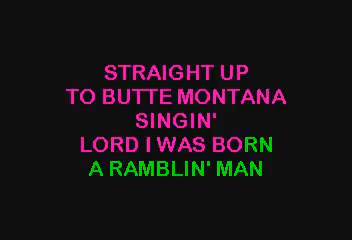 STRAIGHT UP
TO BUTTE MONTANA
SINGIN'
LORD I WAS BORN
A RAMBLIN' MAN